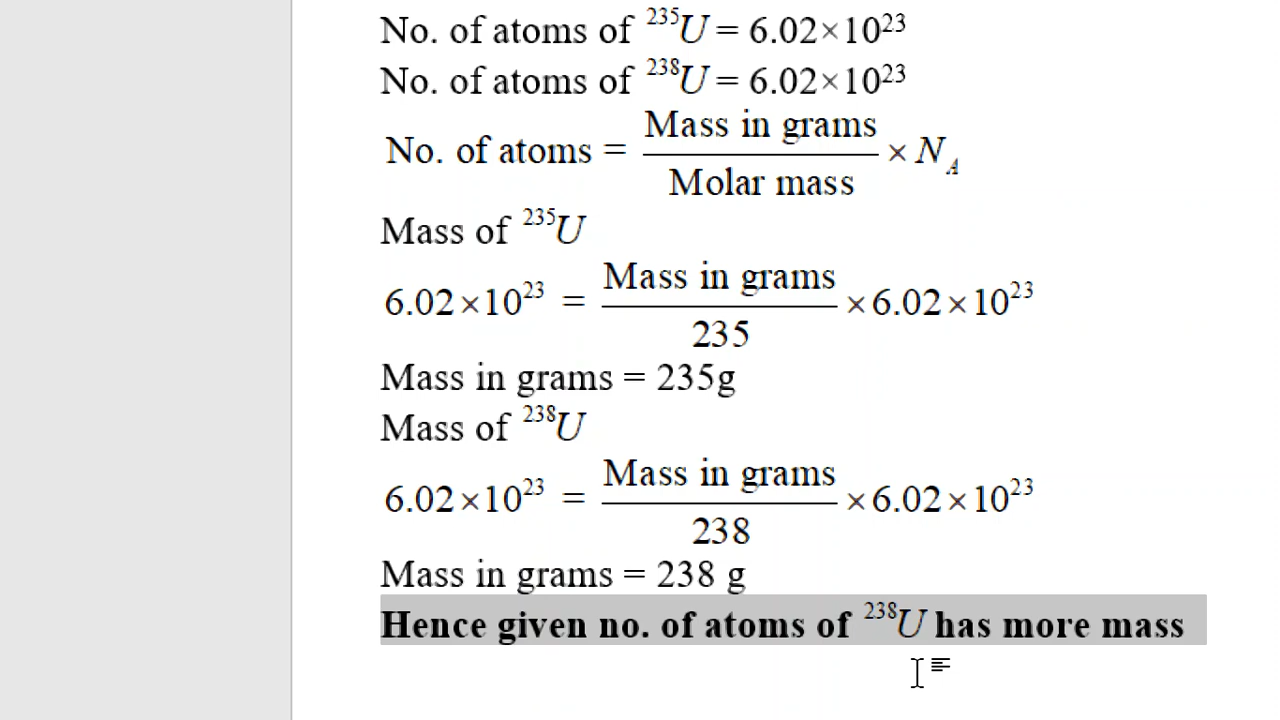 No. of atoms of ²³⁵U = 6.02×10²³
No. of atoms of ²³⁸U = 6.02×10²³
No. of atoms = Mass in grams / Molar mass × N_A
Mass of ²³⁵U
6.02×10²³ = Mass in grams / 235 × 6.02×10²³
Mass in grams = 235g
Mass of ²³⁸U
6.02×10²³ = Mass in grams / 238 × 6.02×10²³
Mass in grams = 238 g
Hence given no. of atoms of ²³⁸U has more mass